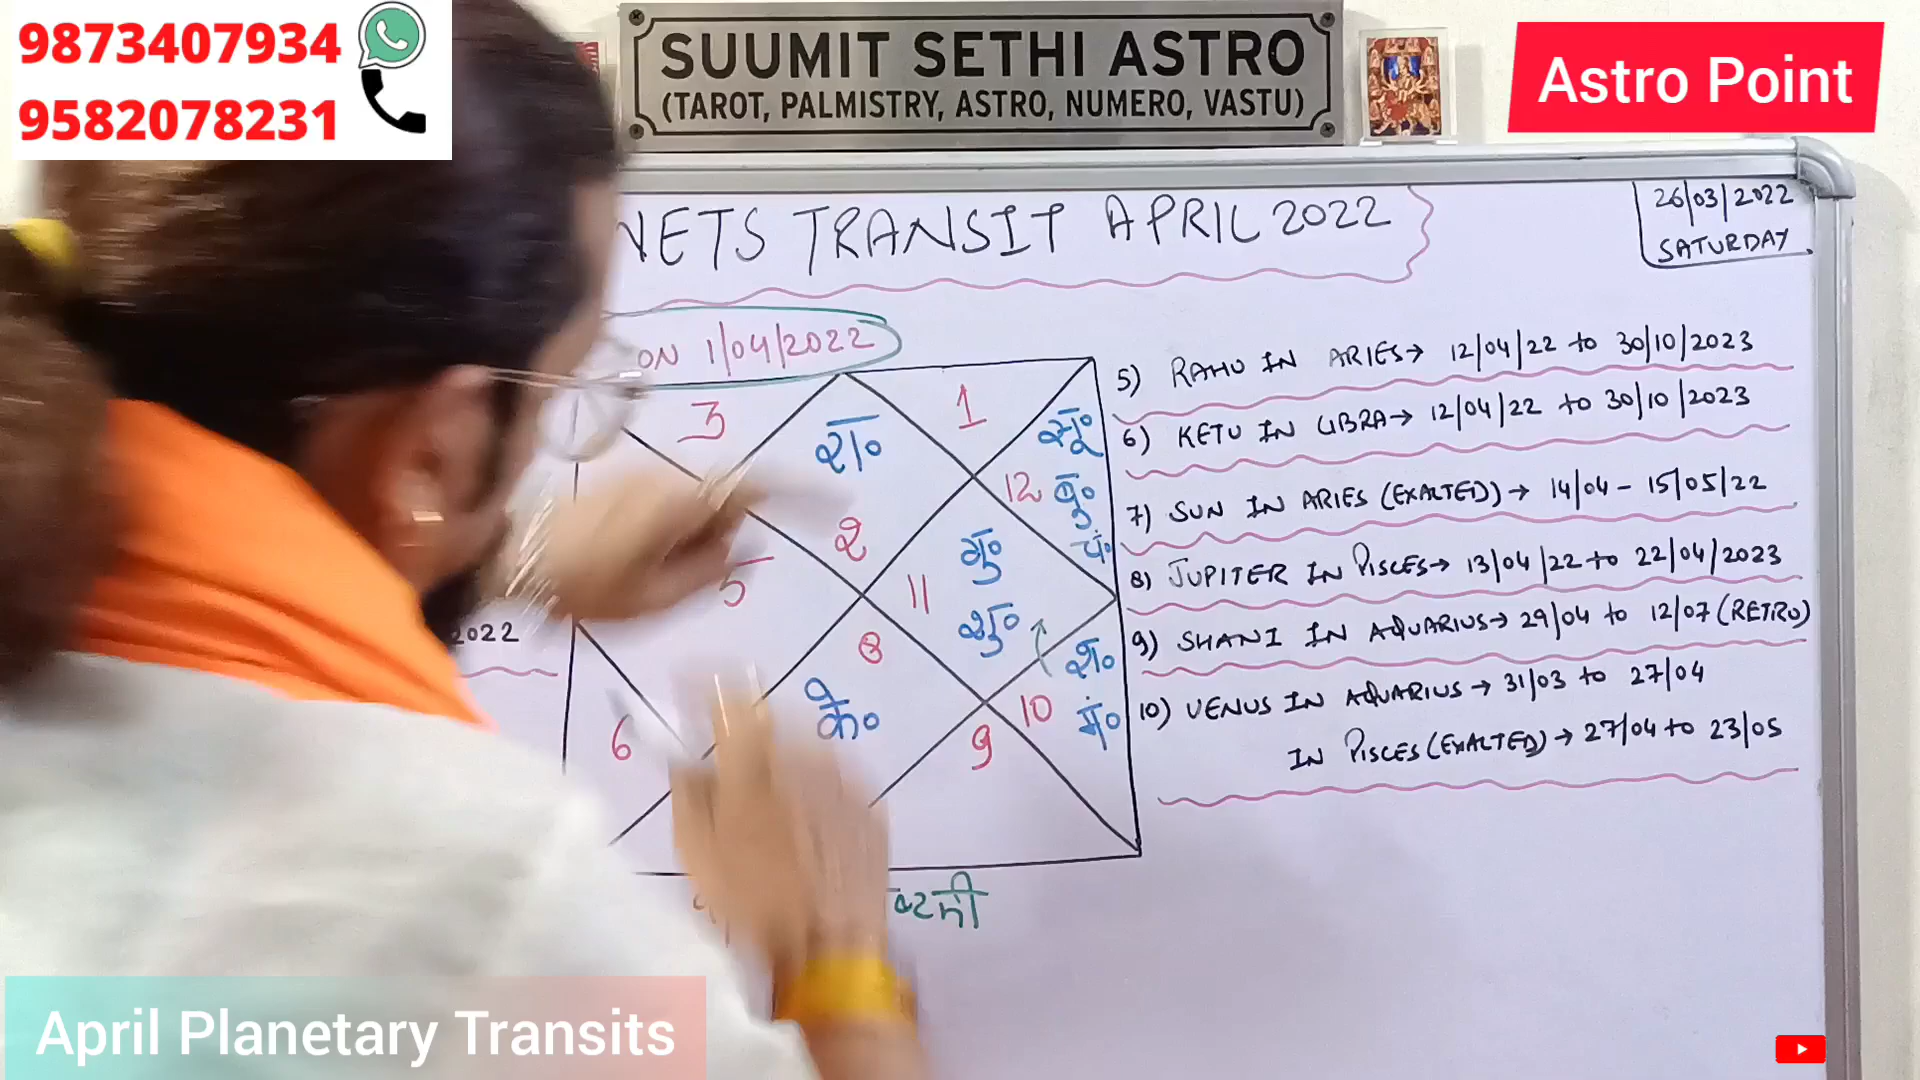 9873407934
9582078231
SUUMIT SETHI ASTRO
(TAROT, PALMISTRY, ASTRO, NUMERO, VASTU)
Astro Point
NETS TRANSIT APRIL 2022
26/03/2022
SATURDAY
ON 1/04/2022
3
रा०
1
सू०
12
बु०
चं०
2
5
11
गु०
शु०
8
के०
श०
10
मं०
6
9
2022
5) RAHU IN ARIES→ 12/04/22 to 30/10/2023
6) KETU IN LIBRA→ 12/04/22 to 30/10/2023
7) SUN IN ARIES (EXALTED)→ 14/04 - 15/05/22
8) JUPITER IN PISCES→ 13/04/22 to 22/04/2023
9) SHANI IN AQUARIUS→ 29/04 to 12/07 (RETRO)
10) VENUS IN AQUARIUS→ 31/03 to 27/04
IN PISCES (EXALTED)→ 27/04 to 23/05
April Planetary Transits